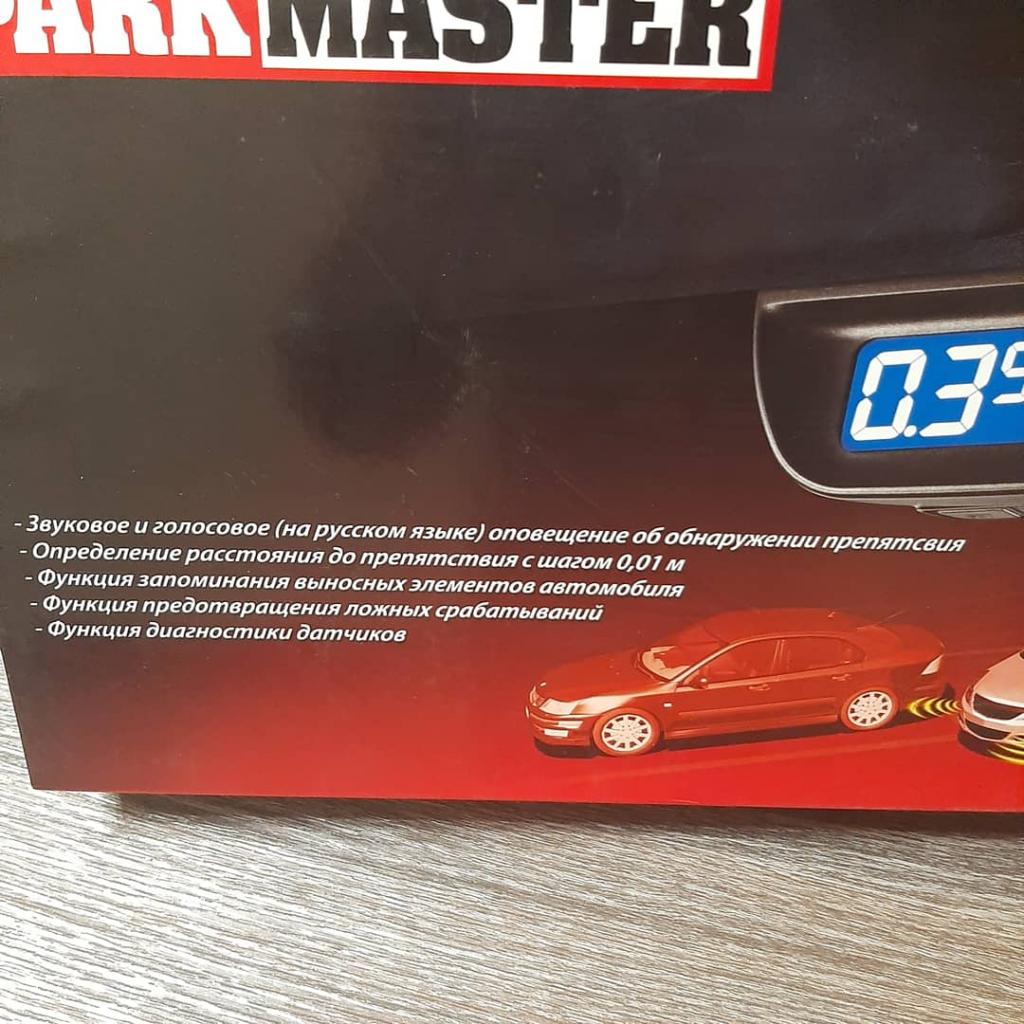 PARKMASTER
0.3
- Звуковое и голосовое (на русском языке) оповещение об обнаружении препятсвия
- Определение расстояния до препятствия с шагом 0,01 м
- Функция запоминания выносных элементов автомобиля
- Функция предотвращения ложных срабатываний
- Функция диагностики датчиков